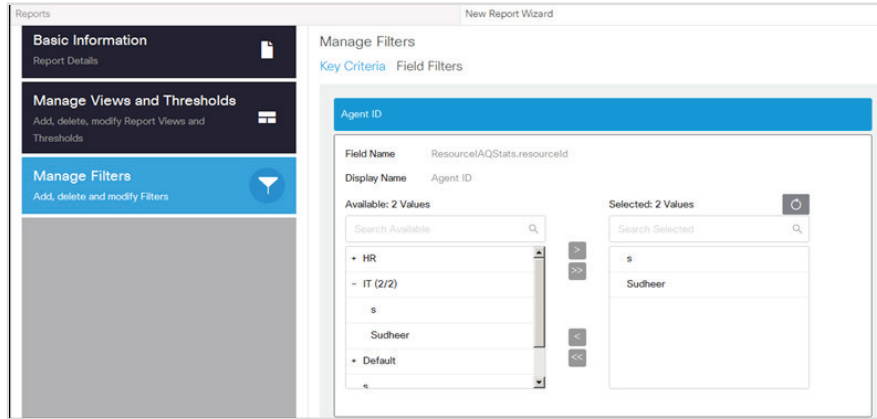 Reports
New Report Wizard
Basic Information
Report Details
Manage Views and Thresholds
Add, delete, modify Report Views and
Thresholds
Manage Filters
Add, delete and modify Filters
Manage Filters
Key Criteria Field Filters
Agent ID
Field Name ResourceIAQStats.resourceId
Display Name Agent ID
Available: 2 Values
Search Available
+ HR
− IT (2/2)
s
Sudheer
+ Default
s
>
>>
<
<<
Selected: 2 Values
Search Selected
s
Sudheer